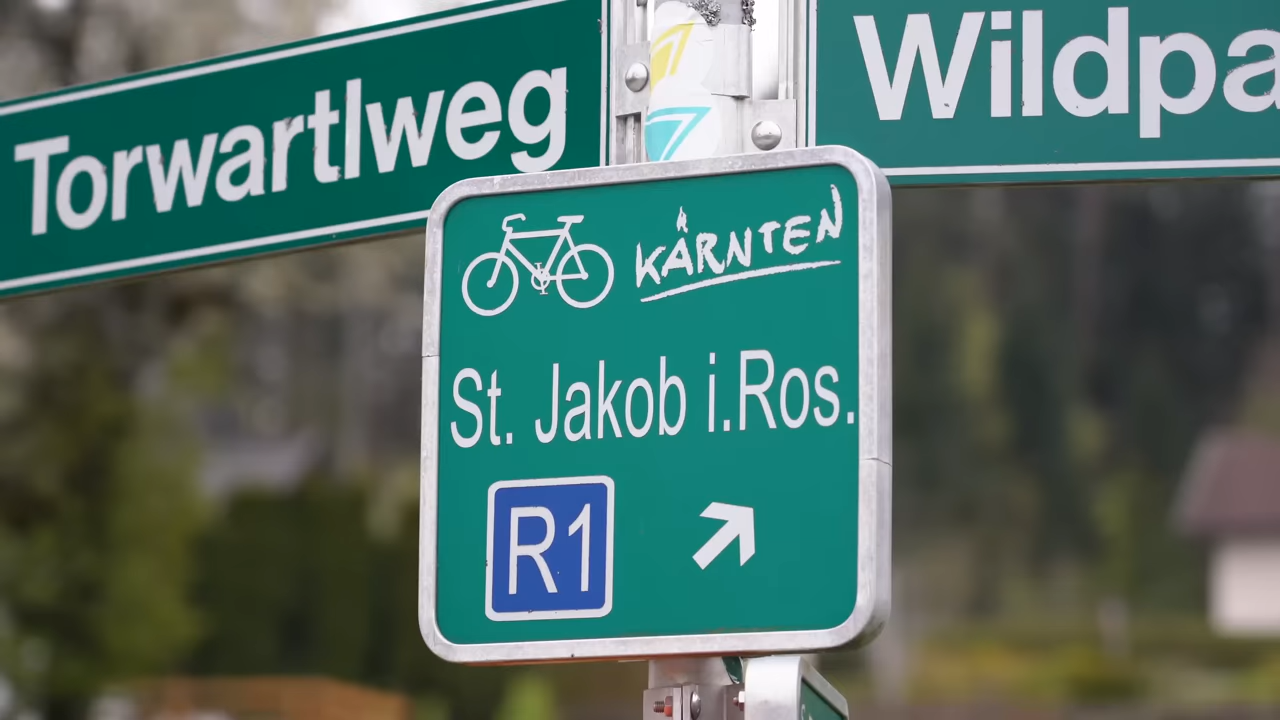 Torwartlweg
Wildpa
KÄRNTEN
St. Jakob i.Ros.
R1